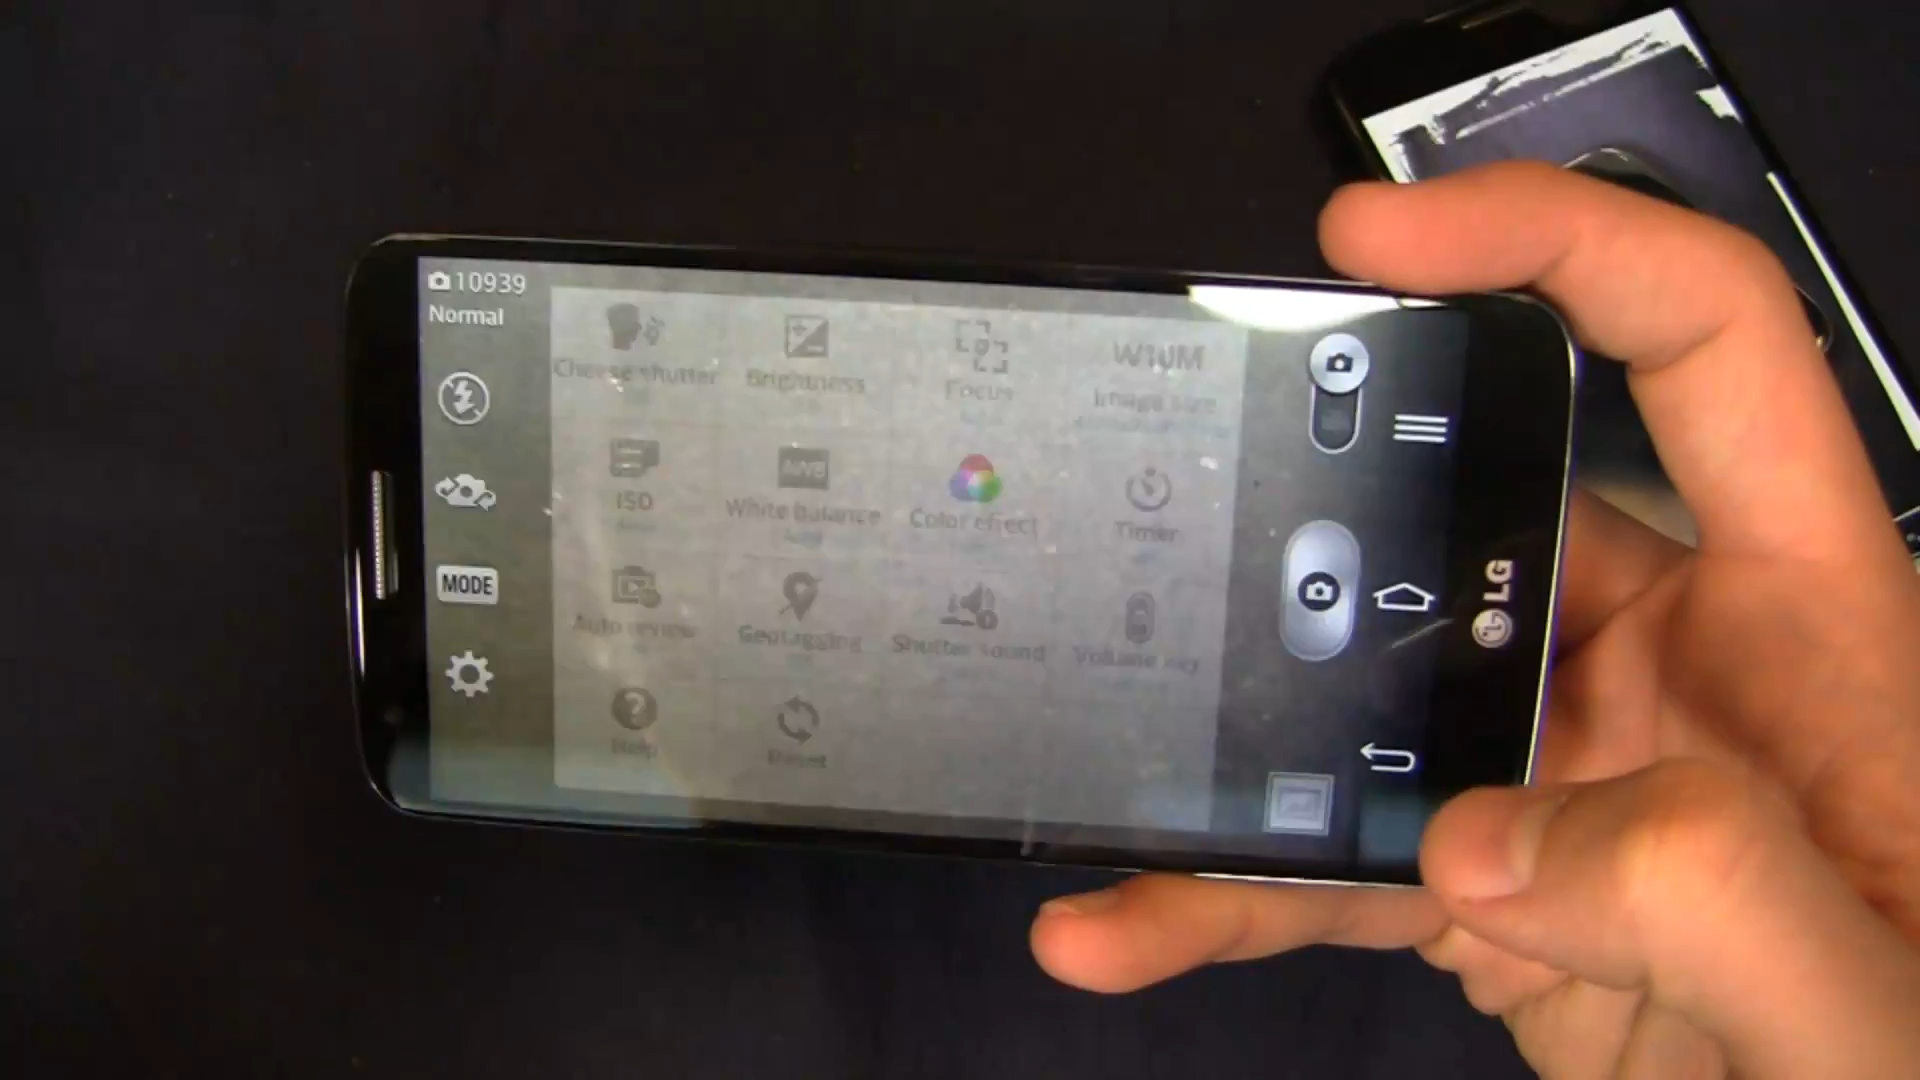 10939
Normal
Cheese shutter
Brightness
Focus
W10M
Image size
ISO
AWB
White balance
Color effect
Timer
MODE
Auto review
Geotagging
Shutter sound
Volume key
Help
Reset
LG